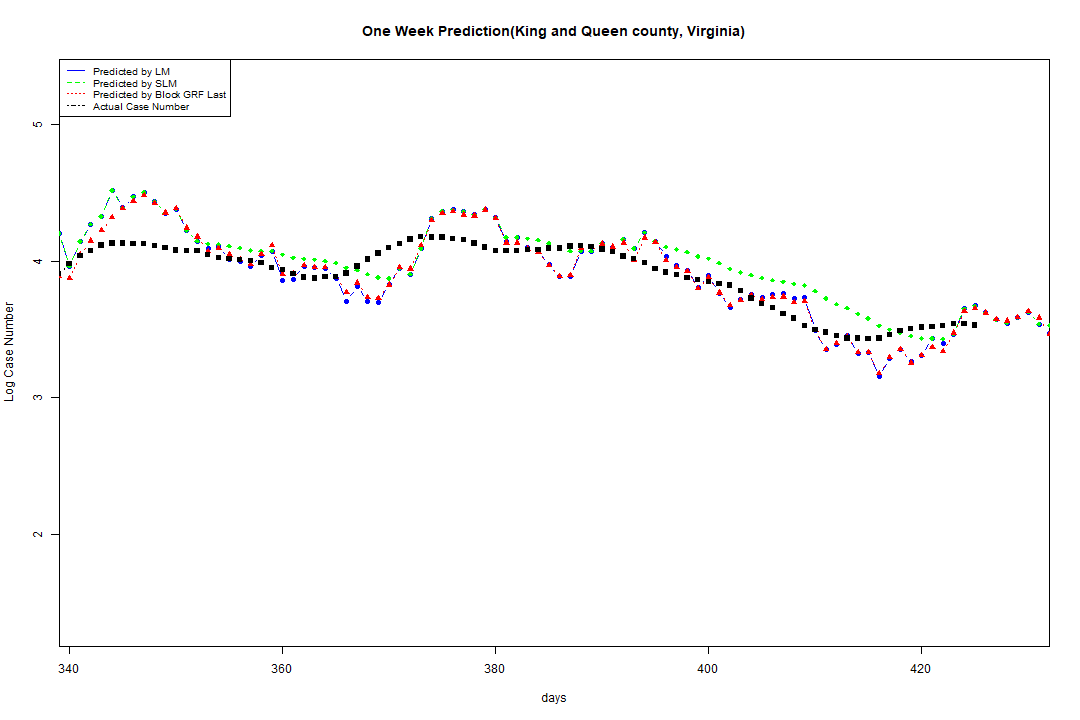 One Week Prediction(King and Queen county, Virginia)
Predicted by LM
Predicted by SLM
Predicted by Block GRF Last
Actual Case Number
5
4
3
2
Log Case Number
340 360 380 400 420
days